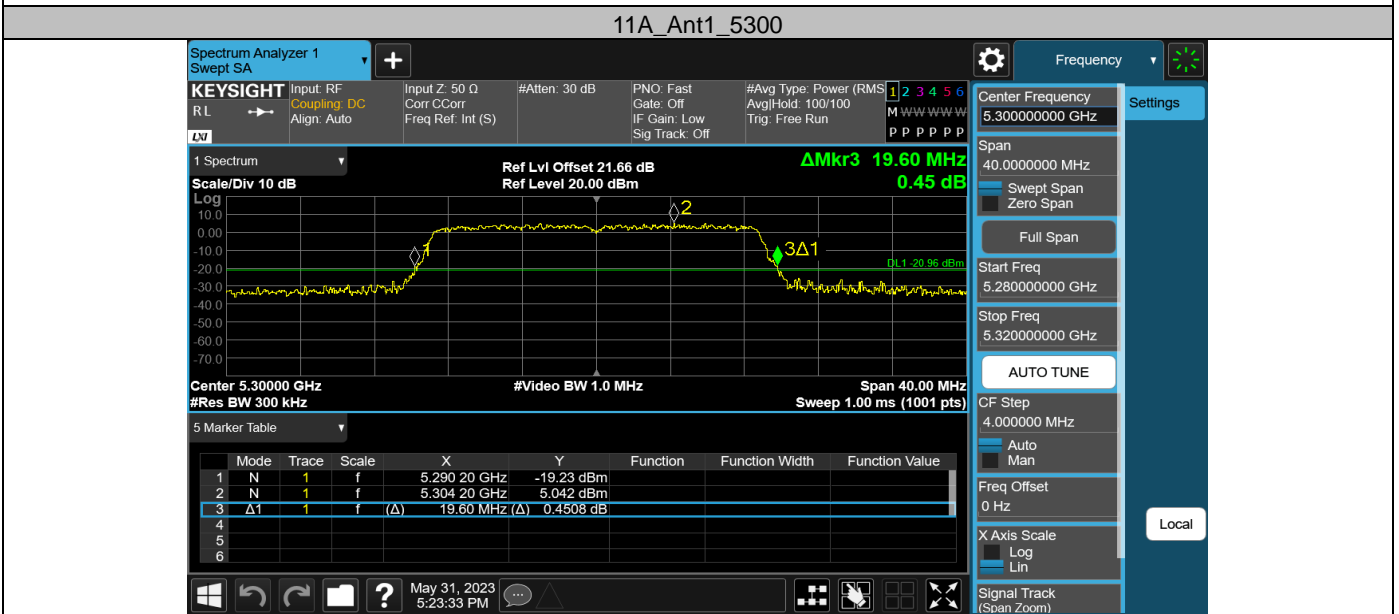 11A_Ant1_5300
Spectrum Analyzer 1
Swept SA
+
Frequency
KEYSIGHT
RL
LXI
Input: RF
Coupling: DC
Align: Auto
Input Z: 50 Ω
Corr CCorr
Freq Ref: Int (S)
#Atten: 30 dB
PNO: Fast
Gate: Off
IF Gain: Low
Sig Track: Off
#Avg Type: Power (RMS
Avg|Hold: 100/100
Trig: Free Run
1 2 3 4 5 6
M W W W W W
P P P P P P
1 Spectrum
Scale/Div 10 dB
Ref Lvl Offset 21.66 dB
Ref Level 20.00 dBm
ΔMkr3 19.60 MHz
0.45 dB
Log
10.0
0.00
-10.0
-20.0
-30.0
-40.0
-50.0
-60.0
-70.0
1
2
3Δ1
DL1 -20.96 dBm
Center 5.30000 GHz
#Video BW 1.0 MHz
Span 40.00 MHz
#Res BW 300 kHz
Sweep 1.00 ms (1001 pts)
5 Marker Table
Mode Trace Scale X Y Function Function Width Function Value
1 N 1 f 5.290 20 GHz -19.23 dBm
2 N 1 f 5.304 20 GHz 5.042 dBm
3 Δ1 1 f (Δ) 19.60 MHz (Δ) 0.4508 dB
4
5
6
May 31, 2023
5:23:33 PM
?
Center Frequency
5.300000000 GHz
Settings
Span
40.0000000 MHz
Swept Span
Zero Span
Full Span
Start Freq
5.280000000 GHz
Stop Freq
5.320000000 GHz
AUTO TUNE
CF Step
4.000000 MHz
Auto
Man
Freq Offset
0 Hz
Local
X Axis Scale
Log
Lin
Signal Track
(Span Zoom)